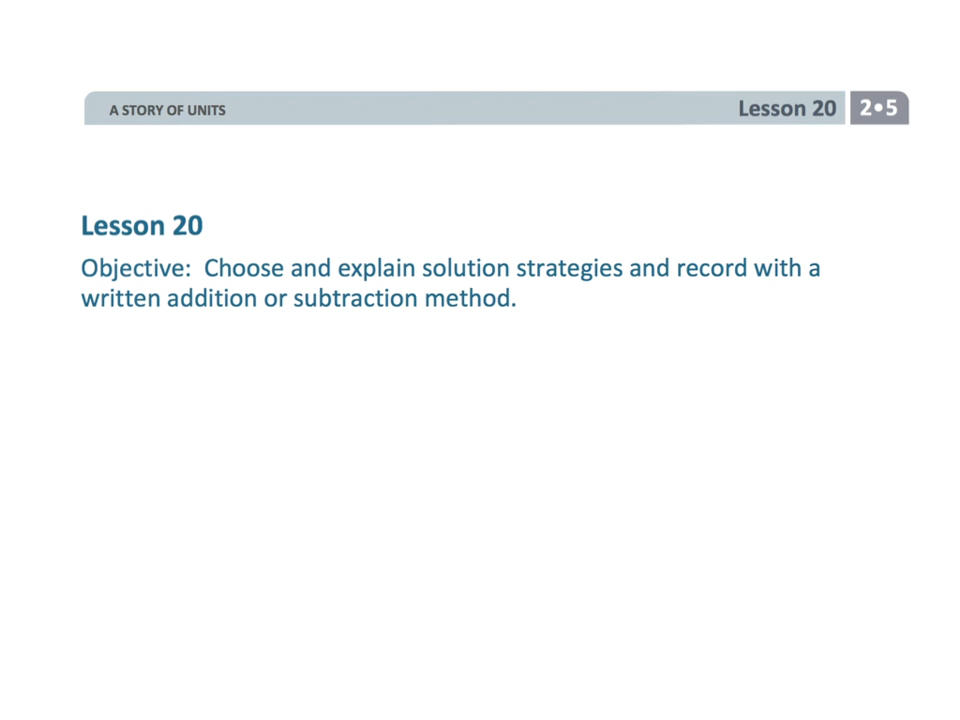 A STORY OF UNITS
Lesson 20 2•5
Lesson 20
Objective: Choose and explain solution strategies and record with a
written addition or subtraction method.